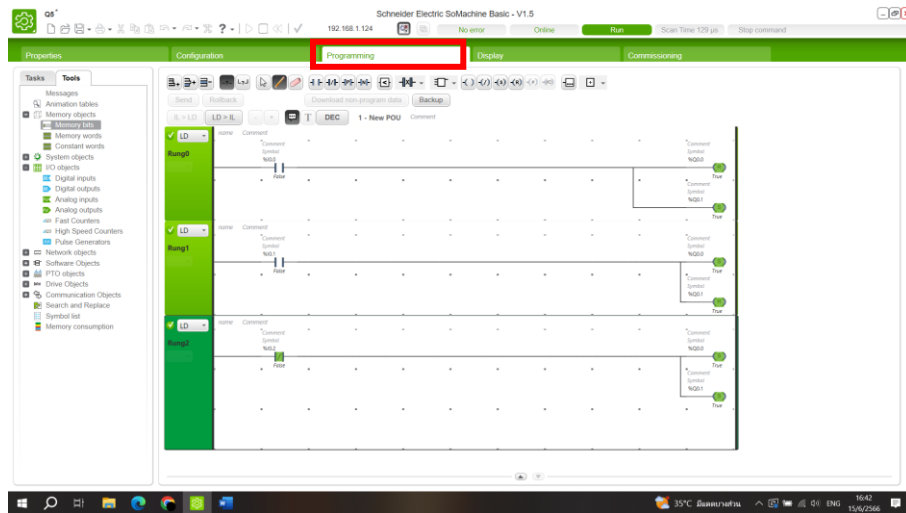 Q5*
Schneider Electric SoMachine Basic - V1.5
192.168.1.124
No error
Online
Run
Scan Time 129 µs
Stop command
Properties
Configuration
Programming
Display
Commissioning
Tasks
Tools
Messages
Animation tables
Memory objects
Memory bits
Memory words
Constant words
System objects
I/O objects
Digital inputs
Digital outputs
Analog inputs
Analog outputs
Fast Counters
High Speed Counters
Pulse Generators
Network objects
Software Objects
PTO objects
Drive Objects
Communication Objects
Search and Replace
Symbol list
Memory consumption
Send
Rollback
Download non-program data
Backup
IL > LD
LD > IL
T
DEC
1 - New POU
Comment
LD
name
Comment
Rung0
Comment
Symbol
%I0.0
False
Comment
Symbol
%Q0.0
True
Comment
Symbol
%Q0.1
True
LD
name
Comment
Rung1
Comment
Symbol
%I0.1
False
Comment
Symbol
%Q0.0
True
Comment
Symbol
%Q0.1
True
LD
name
Comment
Rung2
Comment
Symbol
%I0.2
False
Comment
Symbol
%Q0.0
True
Comment
Symbol
%Q0.1
True
35°C มีแดดบางส่วน
ENG
16:42
15/6/2566